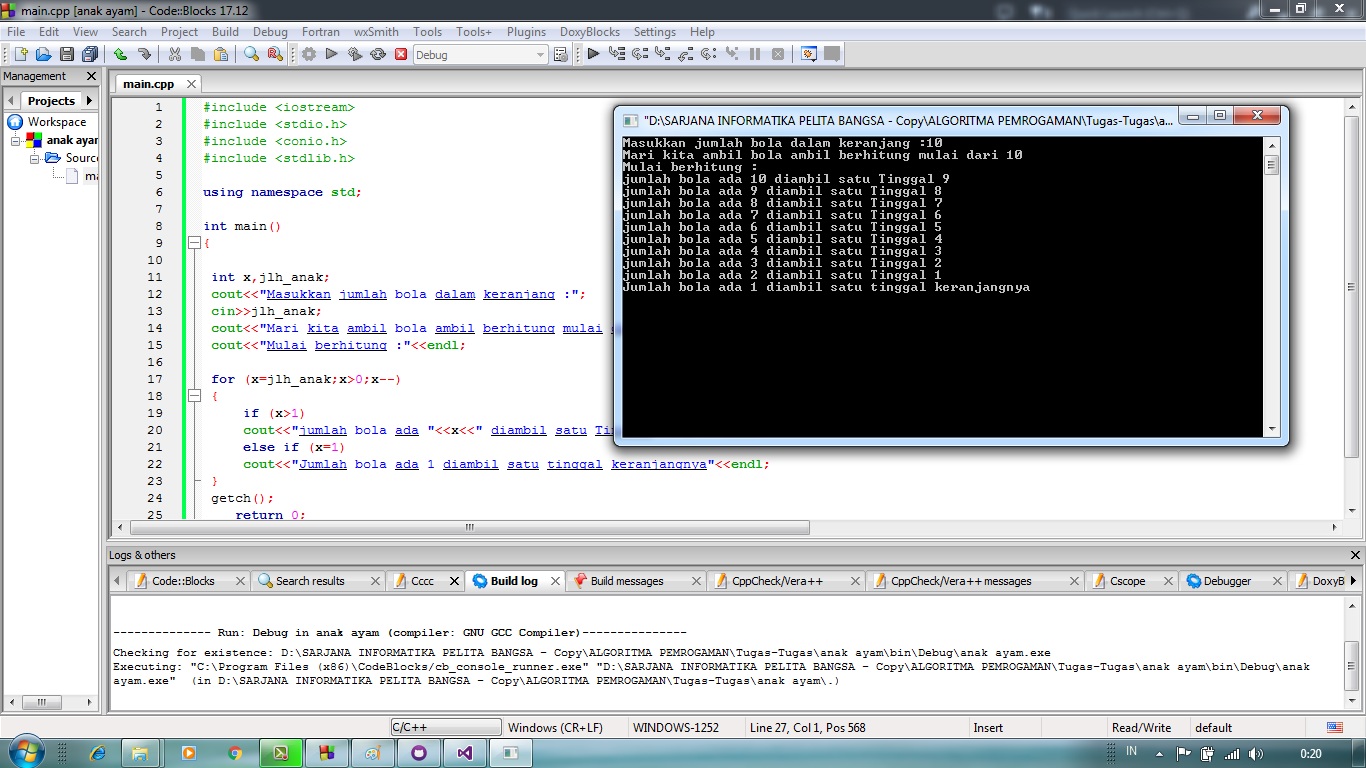 main.cpp [anak ayam] - Code::Blocks 17.12
File Edit View Search Project Build Debug Fortran wxSmith Tools Tools+ Plugins DoxyBlocks Settings Help
Debug
Management
main.cpp
Projects
Workspace
anak ayam
Sourc
ma
1 #include <iostream>
2 #include <stdio.h>
3 #include <conio.h>
4 #include <stdlib.h>
5
6 using namespace std;
7
8 int main()
9 {
10
11 int x,jlh_anak;
12 cout<<"Masukkan jumlah bola dalam keranjang :";
13 cin>>jlh_anak;
14 cout<<"Mari kita ambil bola ambil berhitung mulai
15 cout<<"Mulai berhitung :"<<endl;
16
17 for (x=jlh_anak;x>0;x--)
18 {
19 if (x>1)
20 cout<<"jumlah bola ada "<<x<<" diambil satu Tin
21 else if (x=1)
22 cout<<"Jumlah bola ada 1 diambil satu tinggal keranjangnya"<<endl;
23 }
24 getch();
25 return 0;
"D:\SARJANA INFORMATIKA PELITA BANGSA - Copy\ALGORITMA PEMROGAMAN\Tugas-Tugas\a...
Masukkan jumlah bola dalam keranjang :10
Mari kita ambil bola ambil berhitung mulai dari 10
Mulai berhitung :
jumlah bola ada 10 diambil satu Tinggal 9
jumlah bola ada 9 diambil satu Tinggal 8
jumlah bola ada 8 diambil satu Tinggal 7
jumlah bola ada 7 diambil satu Tinggal 6
jumlah bola ada 6 diambil satu Tinggal 5
jumlah bola ada 5 diambil satu Tinggal 4
jumlah bola ada 4 diambil satu Tinggal 3
jumlah bola ada 3 diambil satu Tinggal 2
jumlah bola ada 2 diambil satu Tinggal 1
Jumlah bola ada 1 diambil satu tinggal keranjangnya
Logs & others
Code::Blocks Search results Cccc Build log Build messages CppCheck/Vera++ CppCheck/Vera++ messages Cscope Debugger DoxyB
-------------- Run: Debug in anak ayam (compiler: GNU GCC Compiler)---------------
Checking for existence: D:\SARJANA INFORMATIKA PELITA BANGSA - Copy\ALGORITMA PEMROGAMAN\Tugas-Tugas\anak ayam\bin\Debug\anak ayam.exe
Executing: "C:\Program Files (x86)\CodeBlocks/cb_console_runner.exe" "D:\SARJANA INFORMATIKA PELITA BANGSA - Copy\ALGORITMA PEMROGAMAN\Tugas-Tugas\anak ayam\bin\Debug\anak
ayam.exe" (in D:\SARJANA INFORMATIKA PELITA BANGSA - Copy\ALGORITMA PEMROGAMAN\Tugas-Tugas\anak ayam\.)
C/C++ Windows (CR+LF) WINDOWS-1252 Line 27, Col 1, Pos 568 Insert Read/Write default
IN 0:20